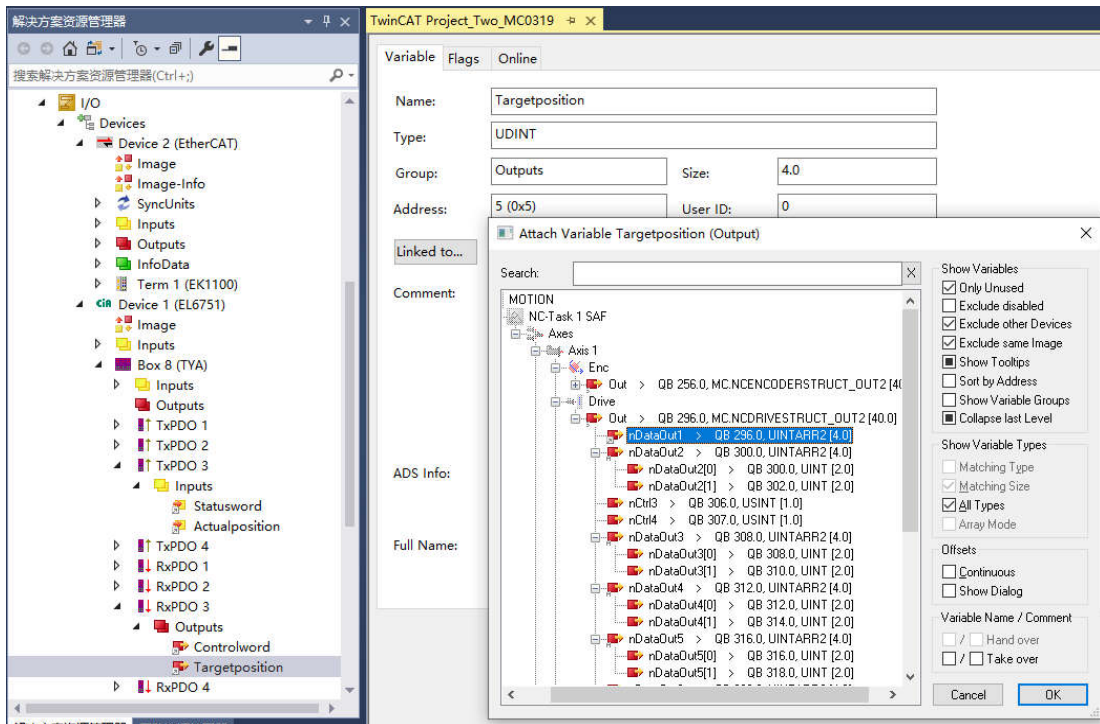 解决方案资源管理器
搜索解决方案资源管理器(Ctrl+;)
I/O
Devices
Device 2 (EtherCAT)
Image
Image-Info
SyncUnits
Inputs
Outputs
InfoData
Term 1 (EK1100)
CiA Device 1 (EL6751)
Image
Inputs
Box 8 (TYA)
Inputs
Outputs
TxPDO 1
TxPDO 2
TxPDO 3
Inputs
Statusword
Actualposition
TxPDO 4
RxPDO 1
RxPDO 2
RxPDO 3
Outputs
Controlword
Targetposition
RxPDO 4
TwinCAT Project_Two_MC0319
Variable Flags Online
Name: Targetposition
Type: UDINT
Group: Outputs Size: 4.0
Address: 5 (0x5) User ID: 0
Linked to...
Comment:
ADS Info:
Full Name:
Attach Variable Targetposition (Output)
Search:
MOTION
NC-Task 1 SAF
Axes
Axis 1
Enc
Out > QB 256.0, MC.NCENCODERSTRUCT_OUT2 [40
Drive
Out > QB 296.0, MC.NCDRIVESTRUCT_OUT2 [40.0]
nDataOut1 > QB 296.0, UINTARR2 [4.0]
nDataOut2 > QB 300.0, UINTARR2 [4.0]
nDataOut2[0] > QB 300.0, UINT [2.0]
nDataOut2[1] > QB 302.0, UINT [2.0]
nCtrl3 > QB 306.0, USINT [1.0]
nCtrl4 > QB 307.0, USINT [1.0]
nDataOut3 > QB 308.0, UINTARR2 [4.0]
nDataOut3[0] > QB 308.0, UINT [2.0]
nDataOut3[1] > QB 310.0, UINT [2.0]
nDataOut4 > QB 312.0, UINTARR2 [4.0]
nDataOut4[0] > QB 312.0, UINT [2.0]
nDataOut4[1] > QB 314.0, UINT [2.0]
nDataOut5 > QB 316.0, UINTARR2 [4.0]
nDataOut5[0] > QB 316.0, UINT [2.0]
nDataOut5[1] > QB 318.0, UINT [2.0]
Show Variables
Only Unused
Exclude disabled
Exclude other Devices
Exclude same Image
Show Tooltips
Sort by Address
Show Variable Groups
Collapse last Level
Show Variable Types
Matching Type
Matching Size
All Types
Array Mode
Offsets
Continuous
Show Dialog
Variable Name / Comment
/ Hand over
/ Take over
Cancel OK